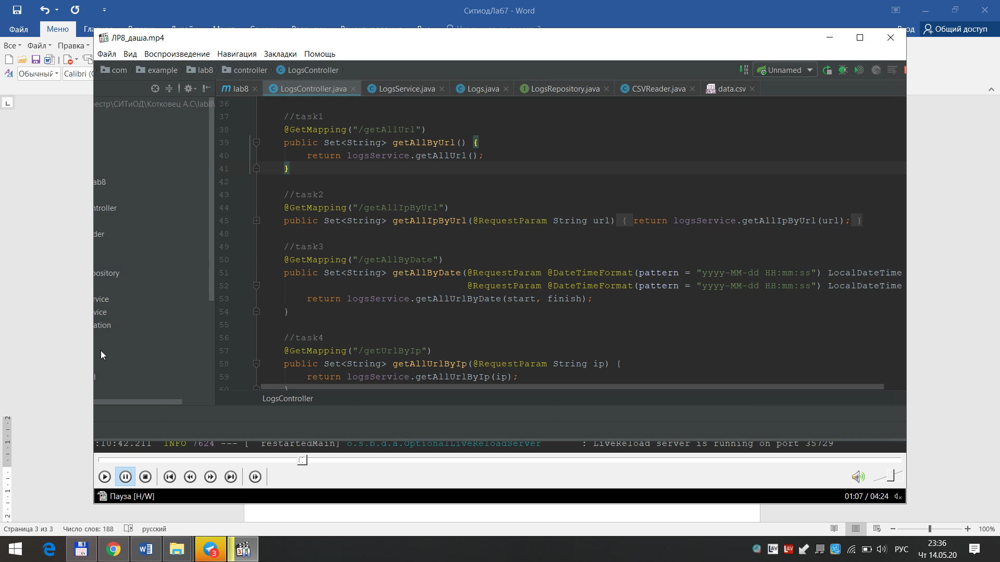 СитиодЛаб7 - Word
Файл
Меню
Общий доступ
Все
Файл
Правка
Обычный
Calibri
ЛР8_даша.mp4
Файл Вид Воспроизведение Навигация Закладки Помощь
com example lab8 controller LogsController
Unnamed
lab8 LogsController.java LogsService.java Logs.java LogsRepository.java CSVReader.java data.csv
естр\СИТиОД\Котковец А.С\lab8\
ab8
ntroller
der
pository
rvice
vice
ation
36
37 //task1
38 @GetMapping("/getAllUrl")
39 public Set<String> getAllByUrl() {
40 return logsService.getAllUrl();
41 }
42
43 //task2
44 @GetMapping("/getAllIpByUrl")
45 public Set<String> getAllIpByUrl(@RequestParam String url) { return logsService.getAllIpByUrl(url); }
48
49 //task3
50 @GetMapping("/getAllByDate")
51 public Set<String> getAllByDate(@RequestParam @DateTimeFormat(pattern = "yyyy-MM-dd HH:mm:ss") LocalDateTime
52 @RequestParam @DateTimeFormat(pattern = "yyyy-MM-dd HH:mm:ss") LocalDateTime
53 return logsService.getAllUrlByDate(start, finish);
54 }
55
56 //task4
57 @GetMapping("/getUrlByIp")
58 public Set<String> getAllUrlByIp(@RequestParam String ip) {
59 return logsService.getAllUrlByIp(ip);
60 }
LogsController
:10:42.211 INFO 7624 --- [ restartedMain] o.s.b.d.a.OptionalLiveReloadServer : LiveReload server is running on port 35729
Пауза [H/W]
01:07 / 04:24
Страница 3 из 3 Число слов: 188 русский
100%
3
РУС
23:36
Чт 14.05.20